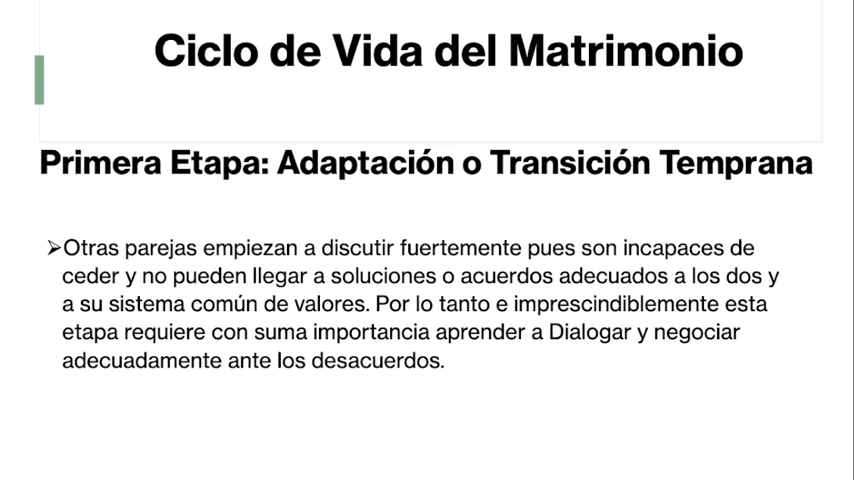 Ciclo de Vida del Matrimonio
Primera Etapa: Adaptación o Transición Temprana
➢Otras parejas empiezan a discutir fuertemente pues son incapaces de
ceder y no pueden llegar a soluciones o acuerdos adecuados a los dos y
a su sistema común de valores. Por lo tanto e imprescindiblemente esta
etapa requiere con suma importancia aprender a Dialogar y negociar
adecuadamente ante los desacuerdos.